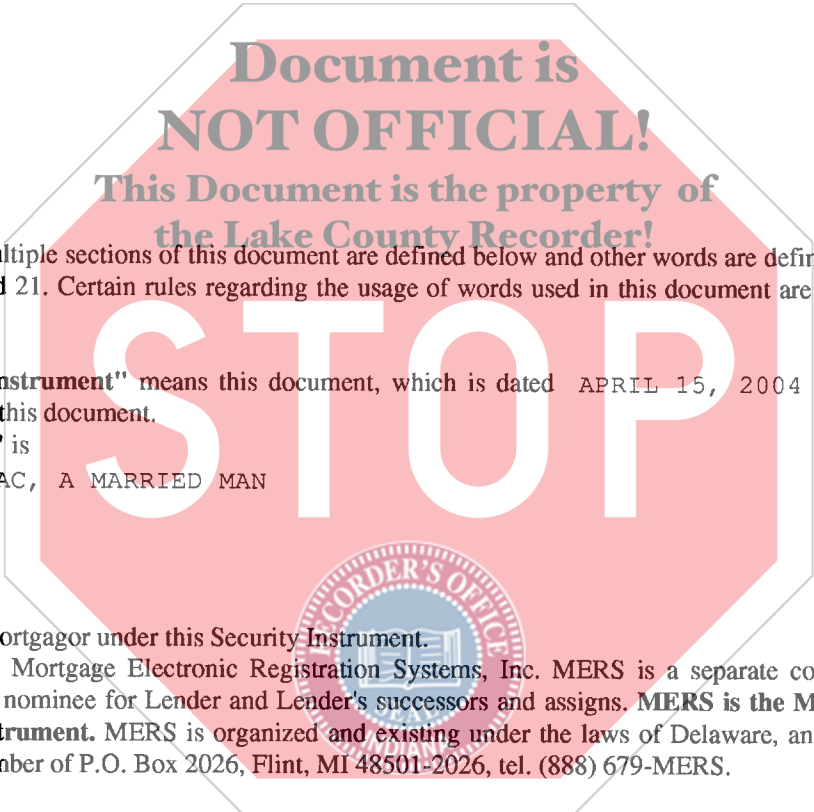 Document is
NOT OFFICIAL!
This Document is the property of
the Lake County Recorder!
ltiple sections of this document are defined below and other words are defin
21. Certain rules regarding the usage of words used in this document are
STOP
nstrument" means this document, which is dated APRIL 15, 2004
this document.
" is
AC, A MARRIED MAN
RECORDER'S OFFICE
ortgagor under this Security Instrument.
Mortgage Electronic Registration Systems, Inc. MERS is a separate co
nominee for Lender and Lender's successors and assigns. MERS is the M
trument. MERS is organized and existing under the laws of Delaware, an
nber of P.O. Box 2026, Flint, MI 48501-2026, tel. (888) 679-MERS.
INDIANA